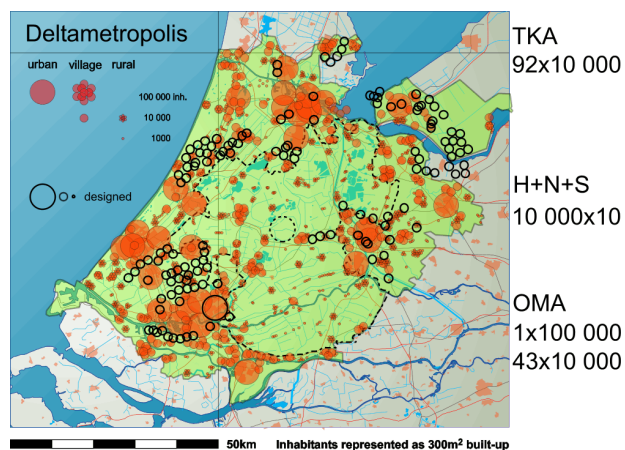 Deltametropolis
urban village rural
100 000 inh.
10 000
1000
designed
TKA
92x10 000
H+N+S
10 000x10
OMA
1x100 000
43x10 000
50km Inhabitants represented as 300m² built-up